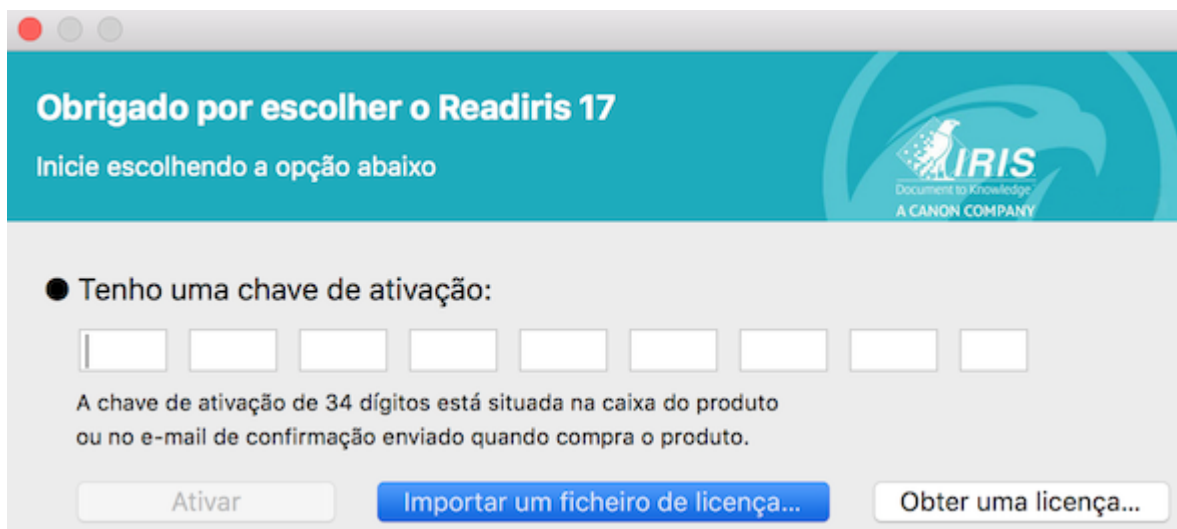 Obrigado por escolher o Readiris 17
Inicie escolhendo a opção abaixo
IRIS
Document to Knowledge
A CANON COMPANY
Tenho uma chave de ativação:
A chave de ativação de 34 dígitos está situada na caixa do produto
ou no e-mail de confirmação enviado quando compra o produto.
Ativar
Importar um ficheiro de licença...
Obter uma licença...